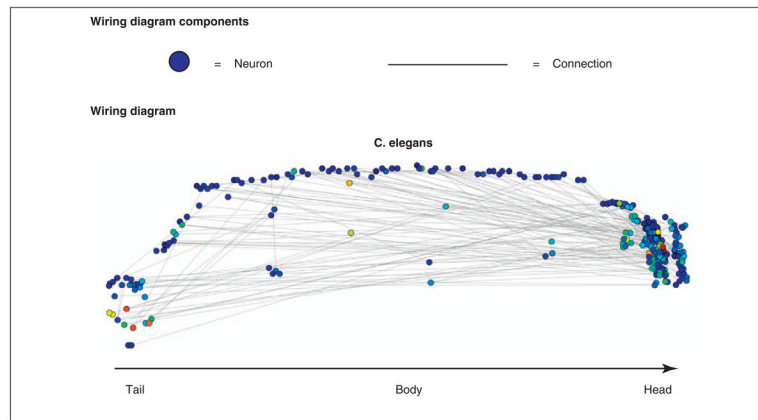 Wiring diagram components
= Neuron = Connection
Wiring diagram
C. elegans
Tail Body Head